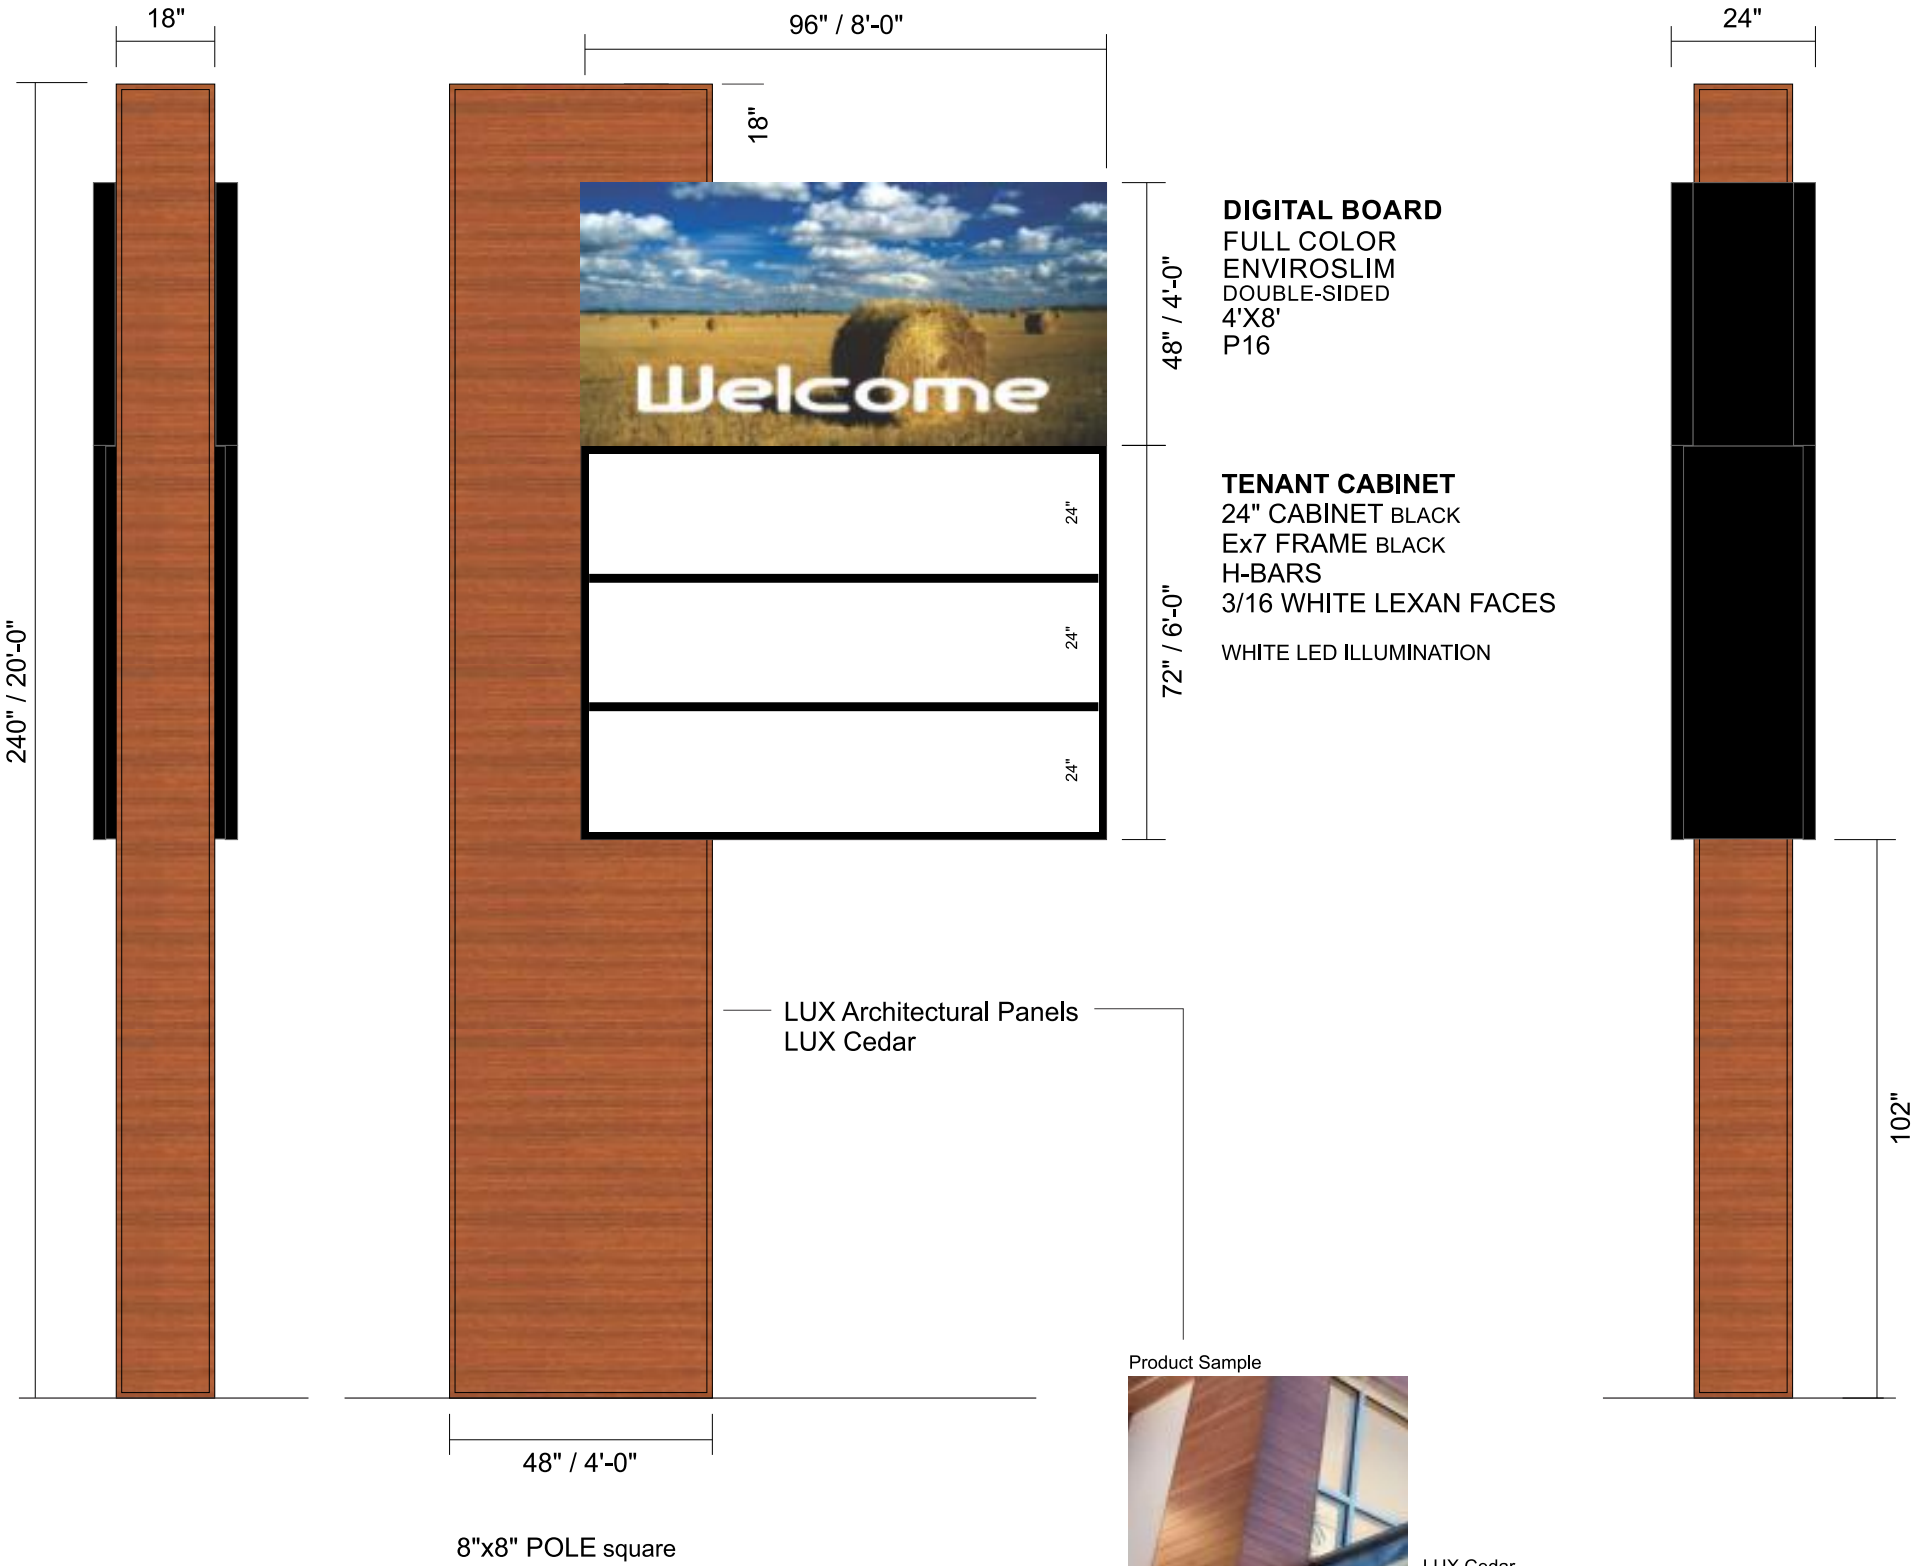 18"
96" / 8'-0"
24"
18"
240" / 20'-0"
Welcome
48" / 4'-0"
DIGITAL BOARD
FULL COLOR
ENVIROSLIM
DOUBLE-SIDED
4'X8'
P16
24"
24"
24"
72" / 6'-0"
TENANT CABINET
24" CABINET BLACK
Ex7 FRAME BLACK
H-BARS
3/16 WHITE LEXAN FACES
WHITE LED ILLUMINATION
LUX Architectural Panels
LUX Cedar
102"
Product Sample
48" / 4'-0"
8"x8" POLE square
LUX Cedar